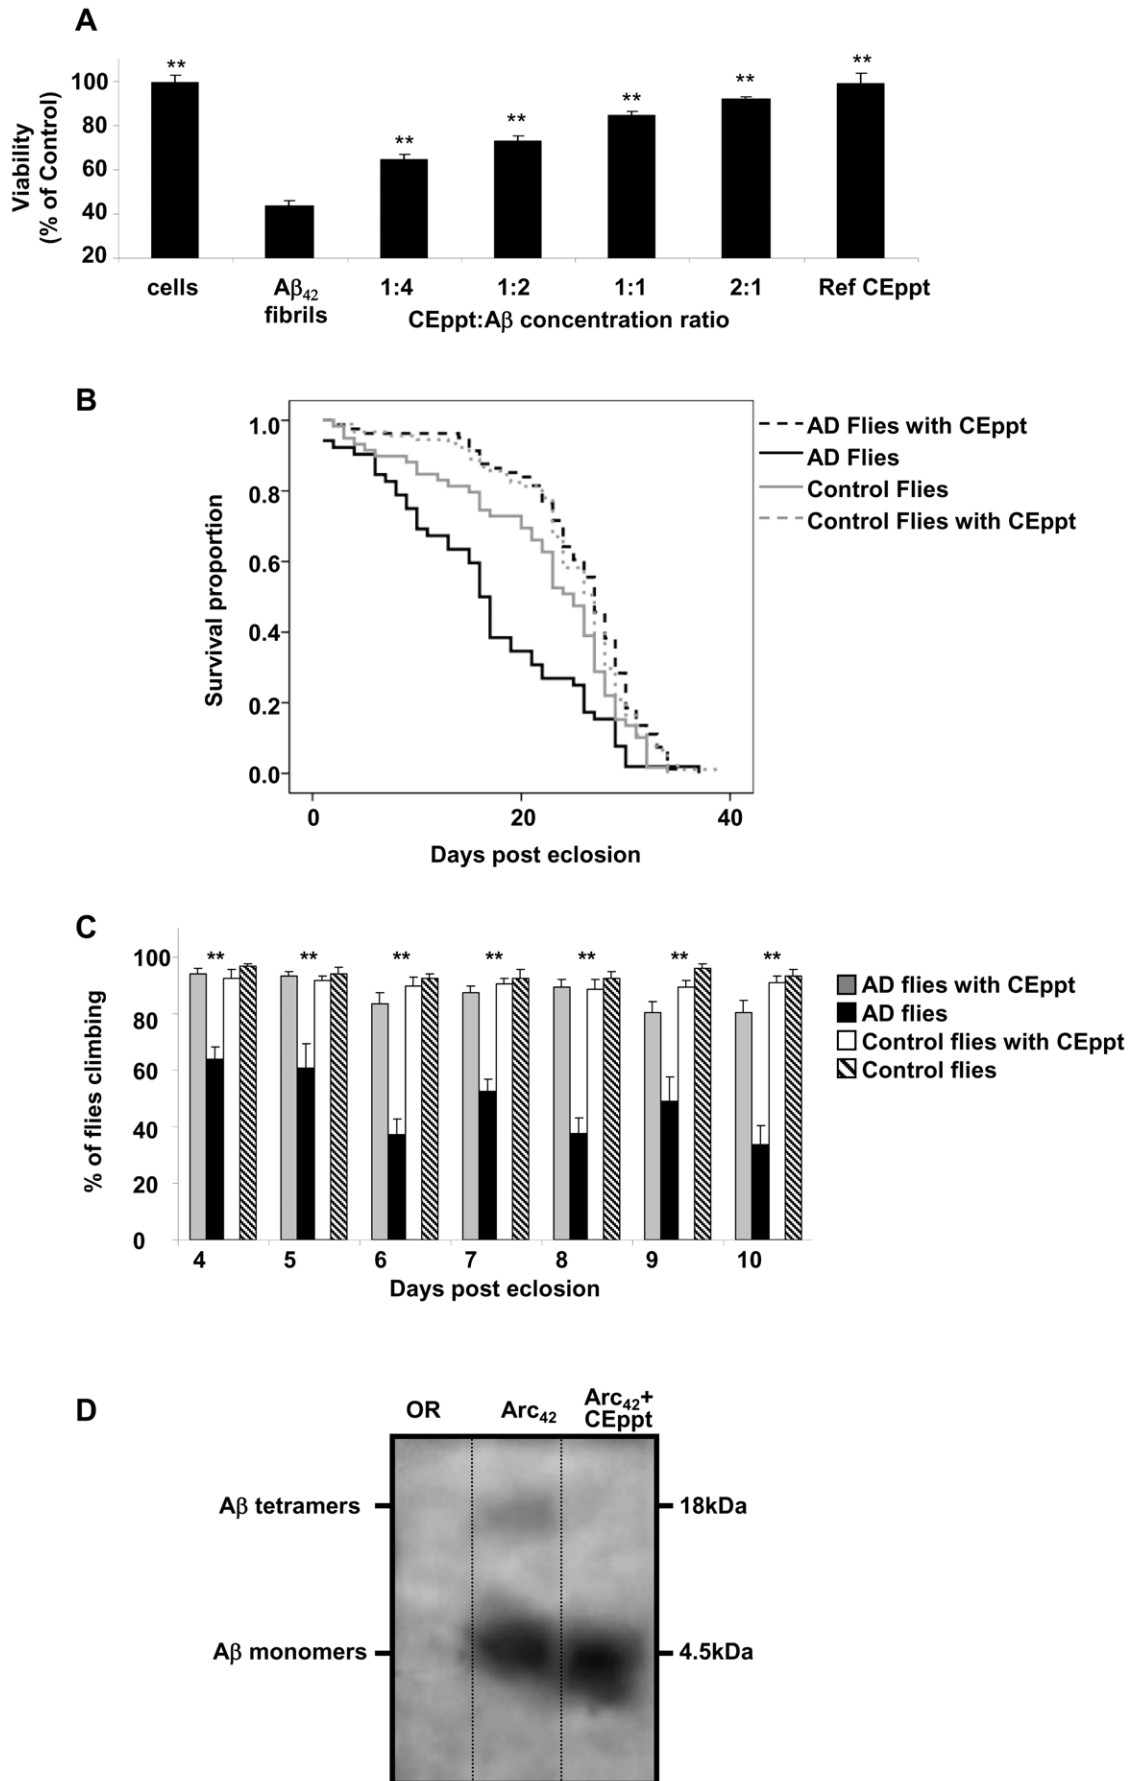 A
Viability
(% of Control)
100
80
60
40
20
**
**
**
**
**
**
cells
Aβ42
fibrils
1:4
1:2
1:1
2:1
Ref CEppt
CEppt:Aβ concentration ratio
B
Survival proportion
1.0
0.8
0.6
0.4
0.2
0.0
0
20
40
Days post eclosion
AD Flies with CEppt
AD Flies
Control Flies
Control Flies with CEppt
C
% of flies climbing
100
80
60
40
20
0
**
**
**
**
**
**
**
4
5
6
7
8
9
10
Days post eclosion
AD flies with CEppt
AD flies
Control flies with CEppt
Control flies
D
OR
Arc42
Arc42+
CEppt
Aβ tetramers
18kDa
Aβ monomers
4.5kDa